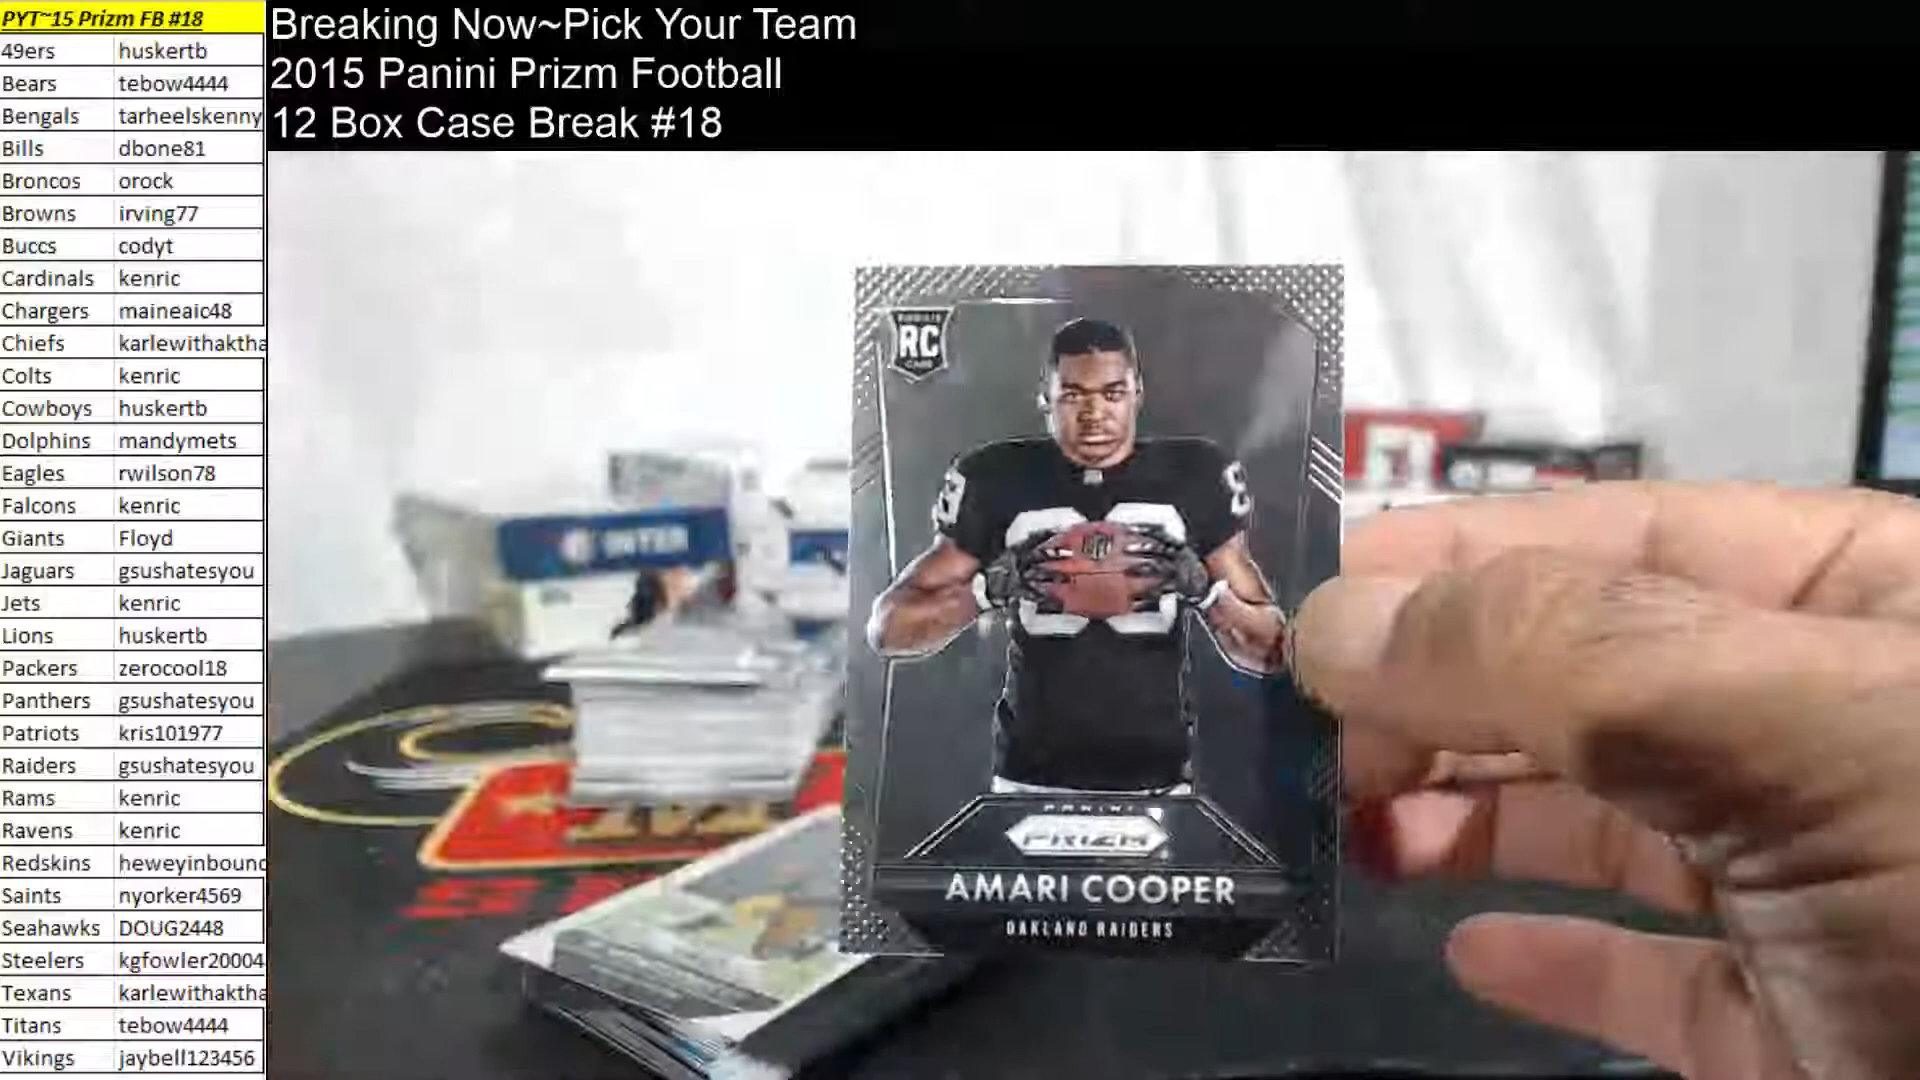 PYT~15 Prizm FB #18
49ers huskertb
Bears tebow4444
Bengals tarheelskenny
Bills dbone81
Broncos orock
Browns irving77
Buccs codyt
Cardinals kenric
Chargers maineaic48
Chiefs karlewithaktha
Colts kenric
Cowboys huskertb
Dolphins mandymets
Eagles rwilson78
Falcons kenric
Giants Floyd
Jaguars gsushatesyou
Jets kenric
Lions huskertb
Packers zerocool18
Panthers gsushatesyou
Patriots kris101977
Raiders gsushatesyou
Rams kenric
Ravens kenric
Redskins heweyinbound
Saints nyorker4569
Seahawks DOUG2448
Steelers kgfowler20004
Texans karlewithaktha
Titans tebow4444
Vikings jaybell123456
Breaking Now~Pick Your Team
2015 Panini Prizm Football
12 Box Case Break #18
RC
PANINI
PRIZM
AMARI COOPER
OAKLAND RAIDERS